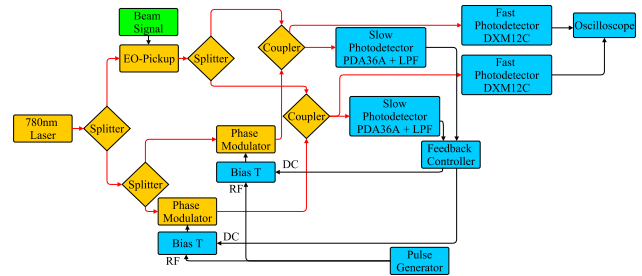 Beam
Signal
EO-Pickup
Splitter
Coupler
Slow
Photodetector
PDA36A + LPF
Fast
Photodetector
DXM12C
Oscilloscope
Fast
Photodetector
DXM12C
780nm
Laser
Splitter
Coupler
Slow
Photodetector
PDA36A + LPF
Phase
Modulator
Feedback
Controller
Splitter
Bias T
DC
RF
Phase
Modulator
Bias T
DC
RF
Pulse
Generator